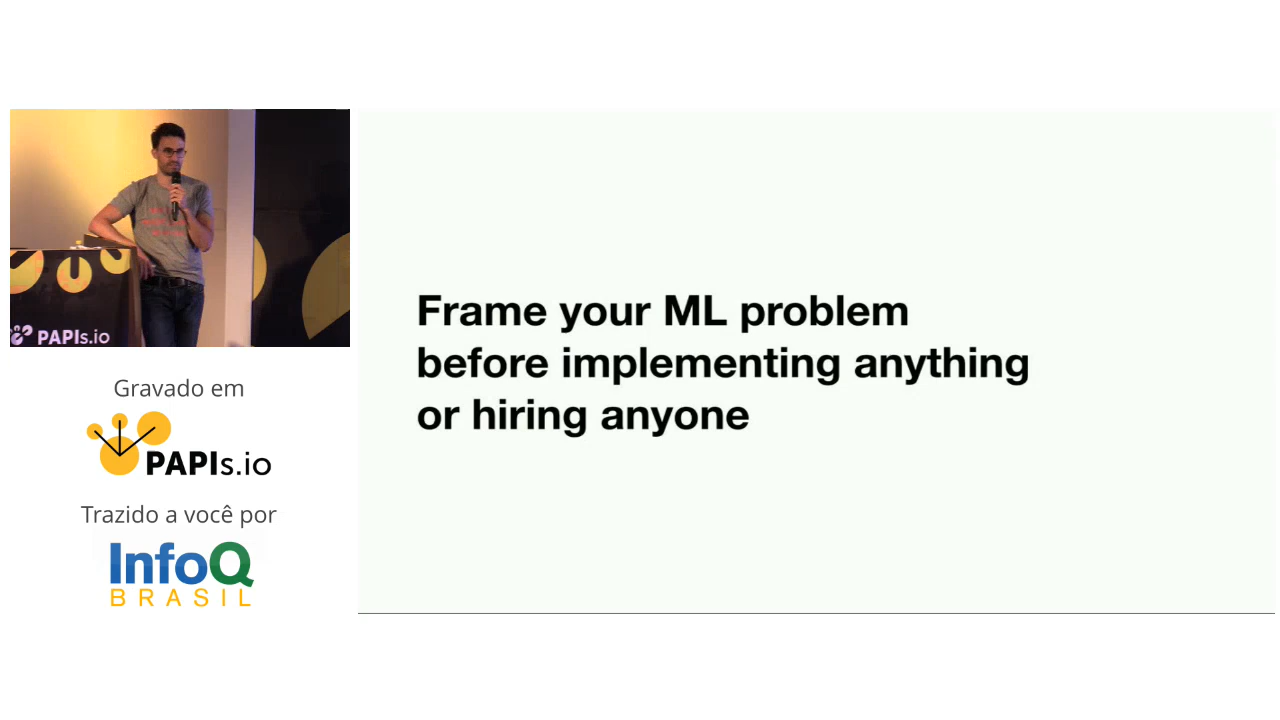 PAPIs.io
Gravado em
PAPIs.io
Trazido a você por
InfoQ
BRASIL
Frame your ML problem
before implementing anything
or hiring anyone